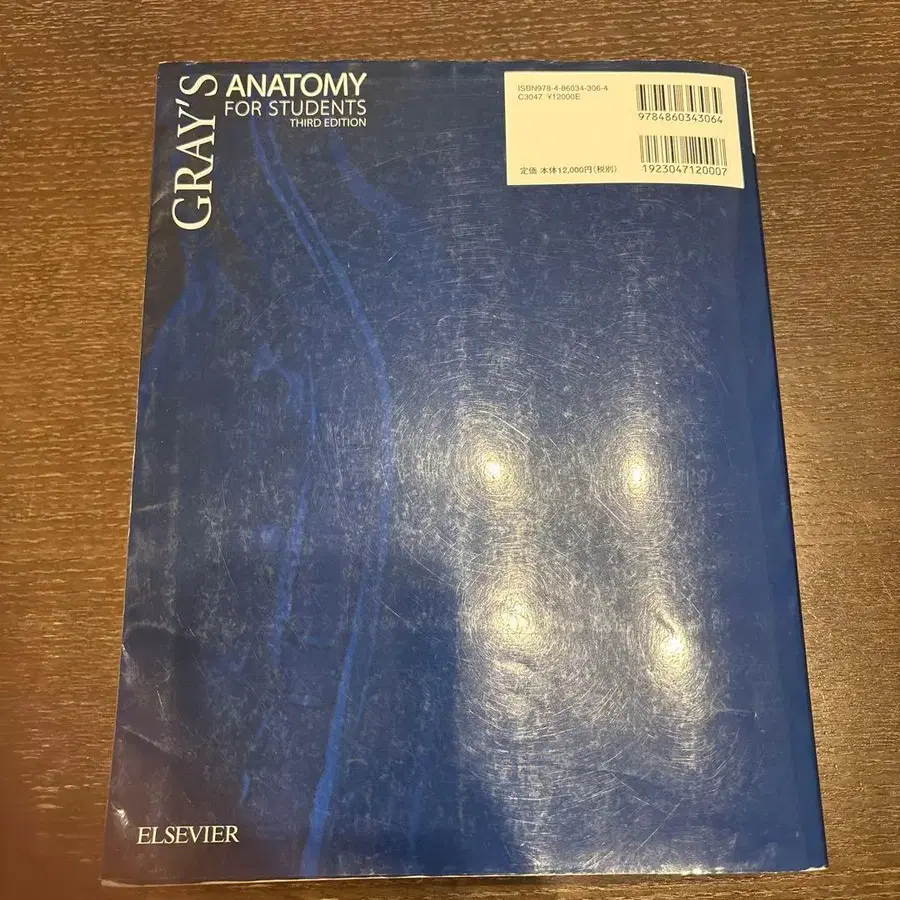 GRAY'S
ANATOMY
FOR STUDENTS
THIRD EDITION
ISBN978-4-86034-306-4
C3047 ¥12000E
9784860343064
1923047120007
定価 本体12,000円(税別)
ELSEVIER